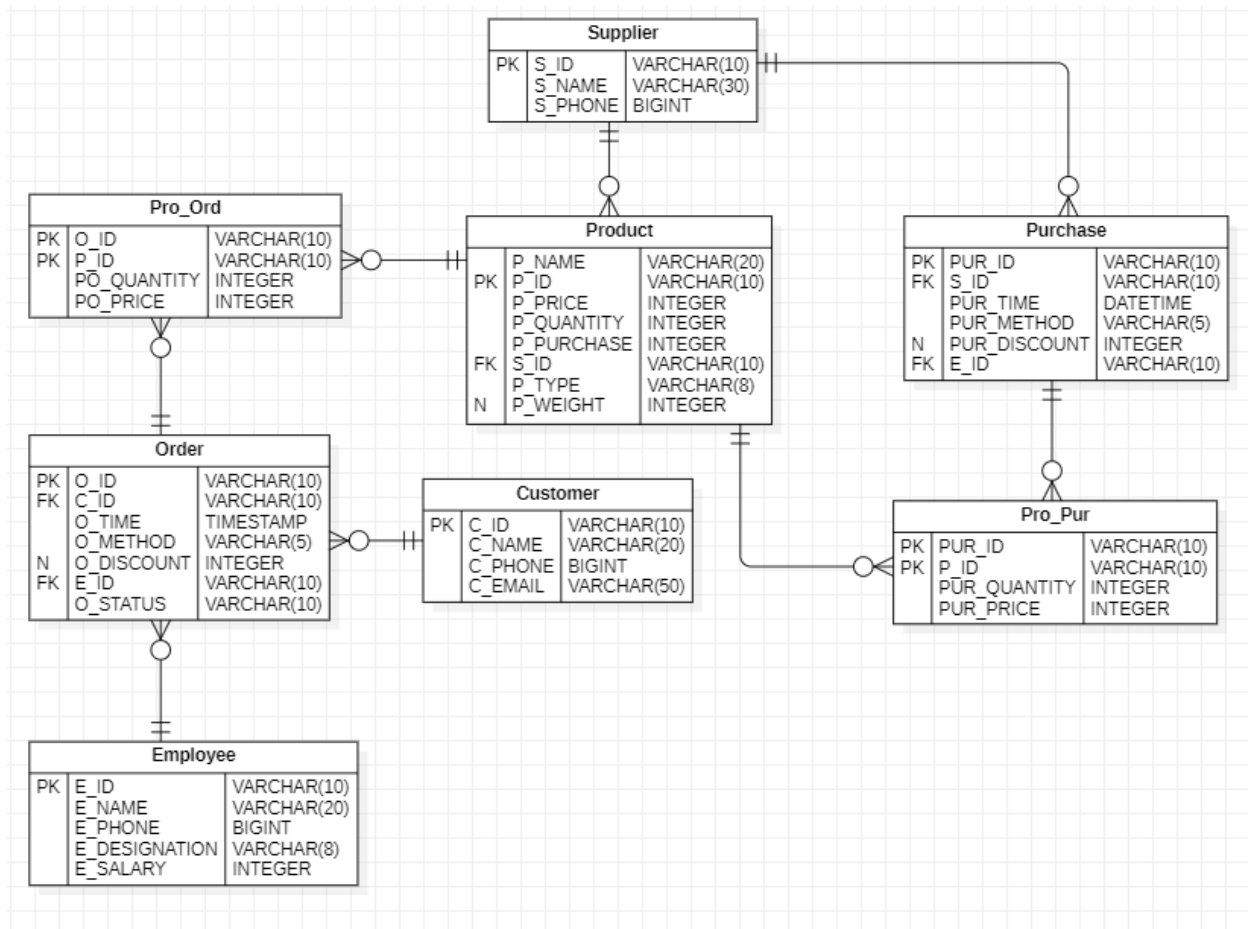 Supplier
PK S_ID VARCHAR(10)
S_NAME VARCHAR(30)
S_PHONE BIGINT
Pro_Ord
PK O_ID VARCHAR(10)
PK P_ID VARCHAR(10)
PO_QUANTITY INTEGER
PO_PRICE INTEGER
Product
P_NAME VARCHAR(20)
PK P_ID VARCHAR(10)
P_PRICE INTEGER
P_QUANTITY INTEGER
P_PURCHASE INTEGER
FK S_ID VARCHAR(10)
P_TYPE VARCHAR(8)
N P_WEIGHT INTEGER
Purchase
PK PUR_ID VARCHAR(10)
FK S_ID VARCHAR(10)
PUR_TIME DATETIME
PUR_METHOD VARCHAR(5)
N PUR_DISCOUNT INTEGER
FK E_ID VARCHAR(10)
Order
PK O_ID VARCHAR(10)
FK C_ID VARCHAR(10)
O_TIME TIMESTAMP
O_METHOD VARCHAR(5)
N O_DISCOUNT INTEGER
FK E_ID VARCHAR(10)
O_STATUS VARCHAR(10)
Customer
PK C_ID VARCHAR(10)
C_NAME VARCHAR(20)
C_PHONE BIGINT
C_EMAIL VARCHAR(50)
Pro_Pur
PK PUR_ID VARCHAR(10)
PK P_ID VARCHAR(10)
PUR_QUANTITY INTEGER
PUR_PRICE INTEGER
Employee
PK E_ID VARCHAR(10)
E_NAME VARCHAR(20)
E_PHONE BIGINT
E_DESIGNATION VARCHAR(8)
E_SALARY INTEGER